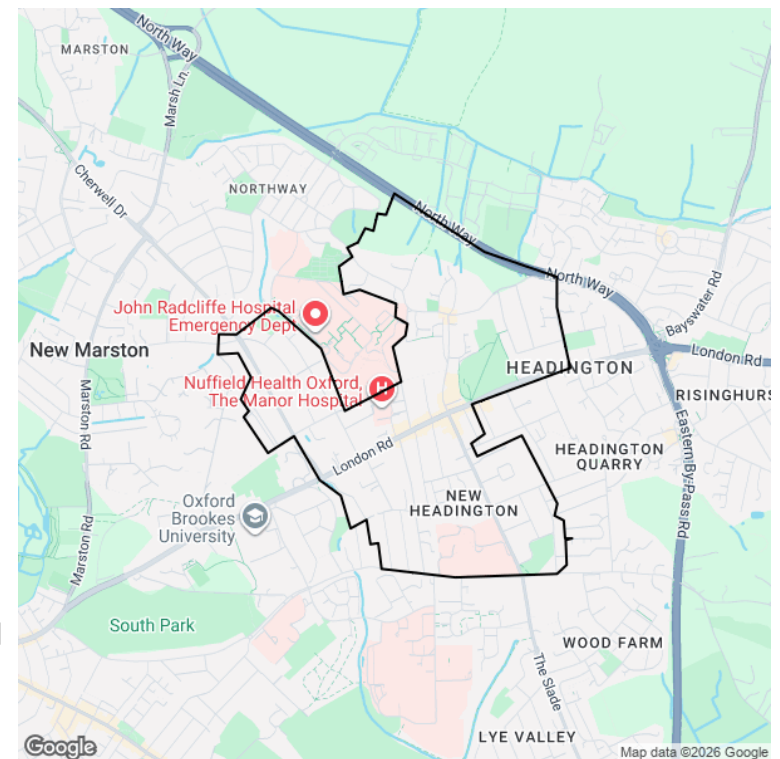 North Way
MARSTON
Marsh Ln.
Cherwell Dr
NORTHWAY
North Way
North Way
Bayswater Rd
John Radcliffe Hospital
Emergency Dept
New Marston
London Rd
HEADINGTON
Nuffield Health Oxford,
The Manor Hospital
H
RISINGHURS
Marston Rd
Eastern By-Pass Rd
London Rd
HEADINGTON
QUARRY
NEW
HEADINGTON
Oxford
Brookes
University
Marston Rd
South Park
WOOD FARM
The Slade
LYE VALLEY
Google
Map data ©2026 Google